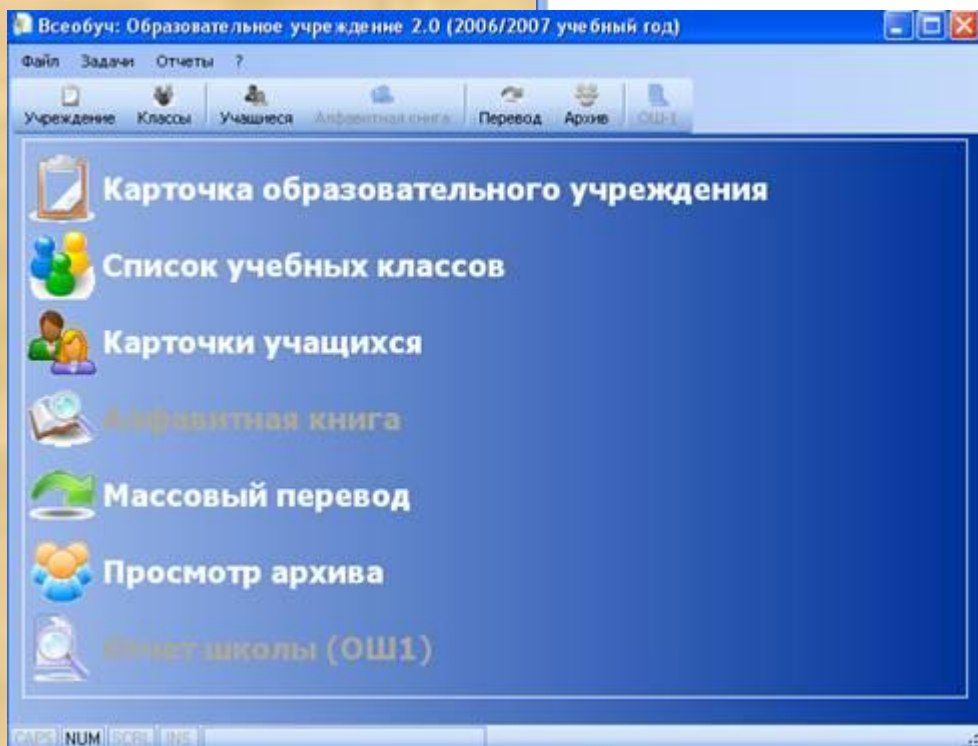 Всеобуч: Образовательное учреждение 2.0 (2006/2007 учебный год)
Файл Задачи Отчеты ?
Учреждение Классы Учащиеся Алфавитная книга Перевод Архив ОШ-1
Карточка образовательного учреждения
Список учебных классов
Карточки учащихся
Алфавитная книга
Массовый перевод
Просмотр архива
Отчет школы (ОШ1)
CAPS NUM SCRL INS